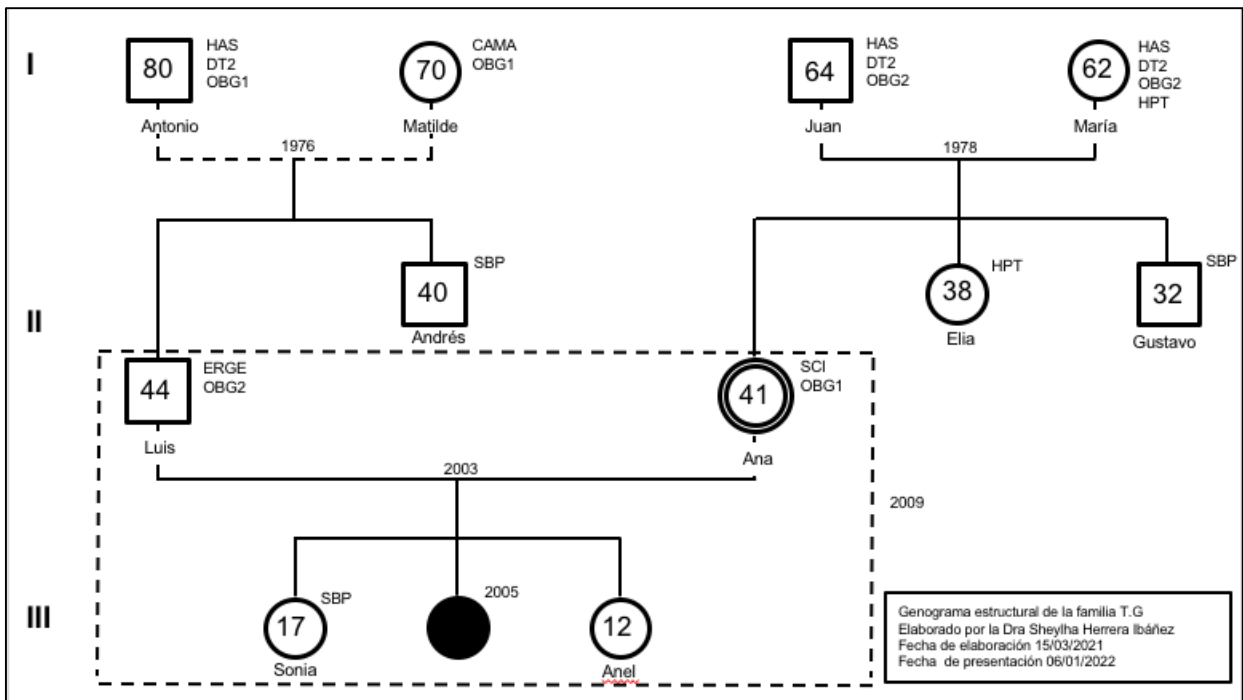 I
80
HAS
DT2
OBG1
Antonio
70
CAMA
OBG1
Matilde
1976
64
HAS
DT2
OBG2
Juan
62
HAS
DT2
OBG2
HPT
María
1978
II
40
SBP
Andrés
38
HPT
Elia
32
SBP
Gustavo
44
ERGE
OBG2
Luis
41
SCI
OBG1
Ana
2003
2009
III
17
SBP
Sonia
2005
12
Anel
Genograma estructural de la familia T.G
Elaborado por la Dra Sheylha Herrera Ibáñez
Fecha de elaboración 15/03/2021
Fecha de presentación 06/01/2022